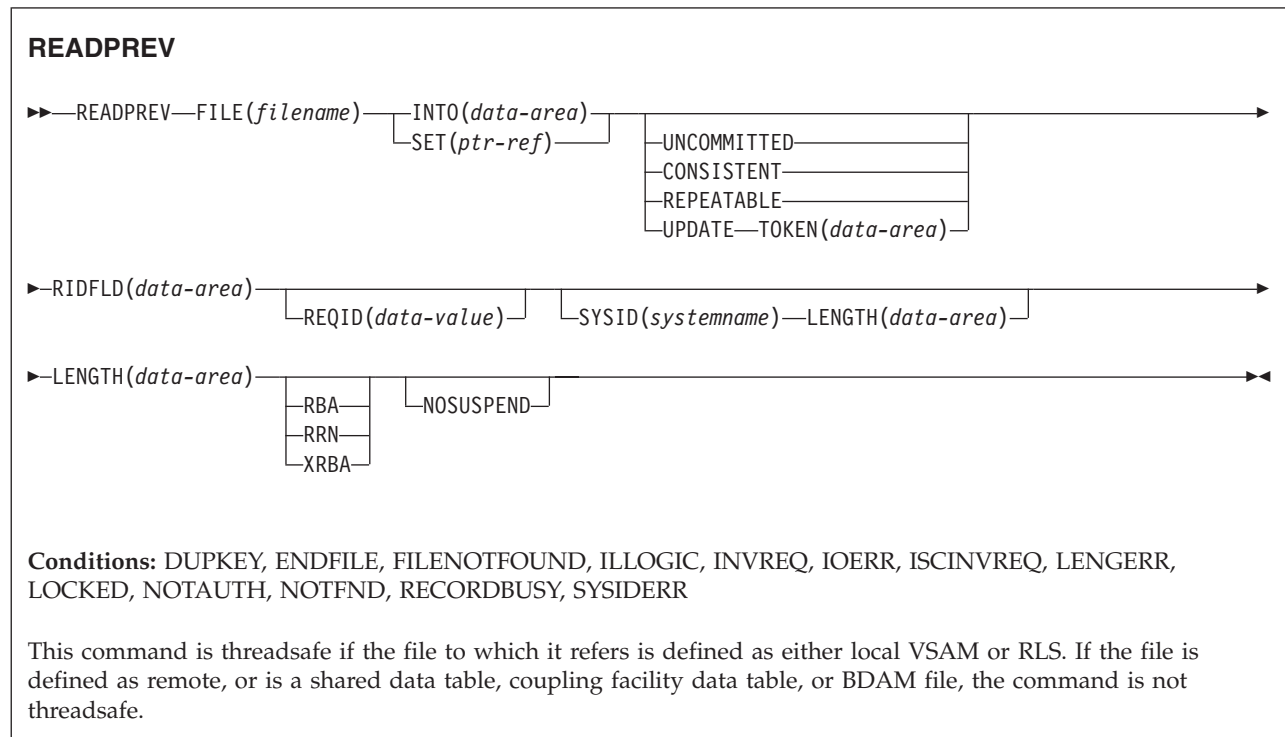 READPREV
READPREV FILE(filename) INTO(data-area)
SET(ptr-ref) UNCOMMITTED
CONSISTENT
REPEATABLE
UPDATE TOKEN(data-area)
RIDFLD(data-area)
REQID(data-value) SYSID(systemname) LENGTH(data-area)
LENGTH(data-area)
RBA NOSUSPEND
RRN
XRBA
Conditions: DUPKEY, ENDFILE, FILENOTFOUND, ILLOGIC, INVREQ, IOERR, ISCINVREQ, LENGERR,
LOCKED, NOTAUTH, NOTFND, RECORDBUSY, SYSIDERR
This command is threadsafe if the file to which it refers is defined as either local VSAM or RLS. If the file is
defined as remote, or is a shared data table, coupling facility data table, or BDAM file, the command is not
threadsafe.